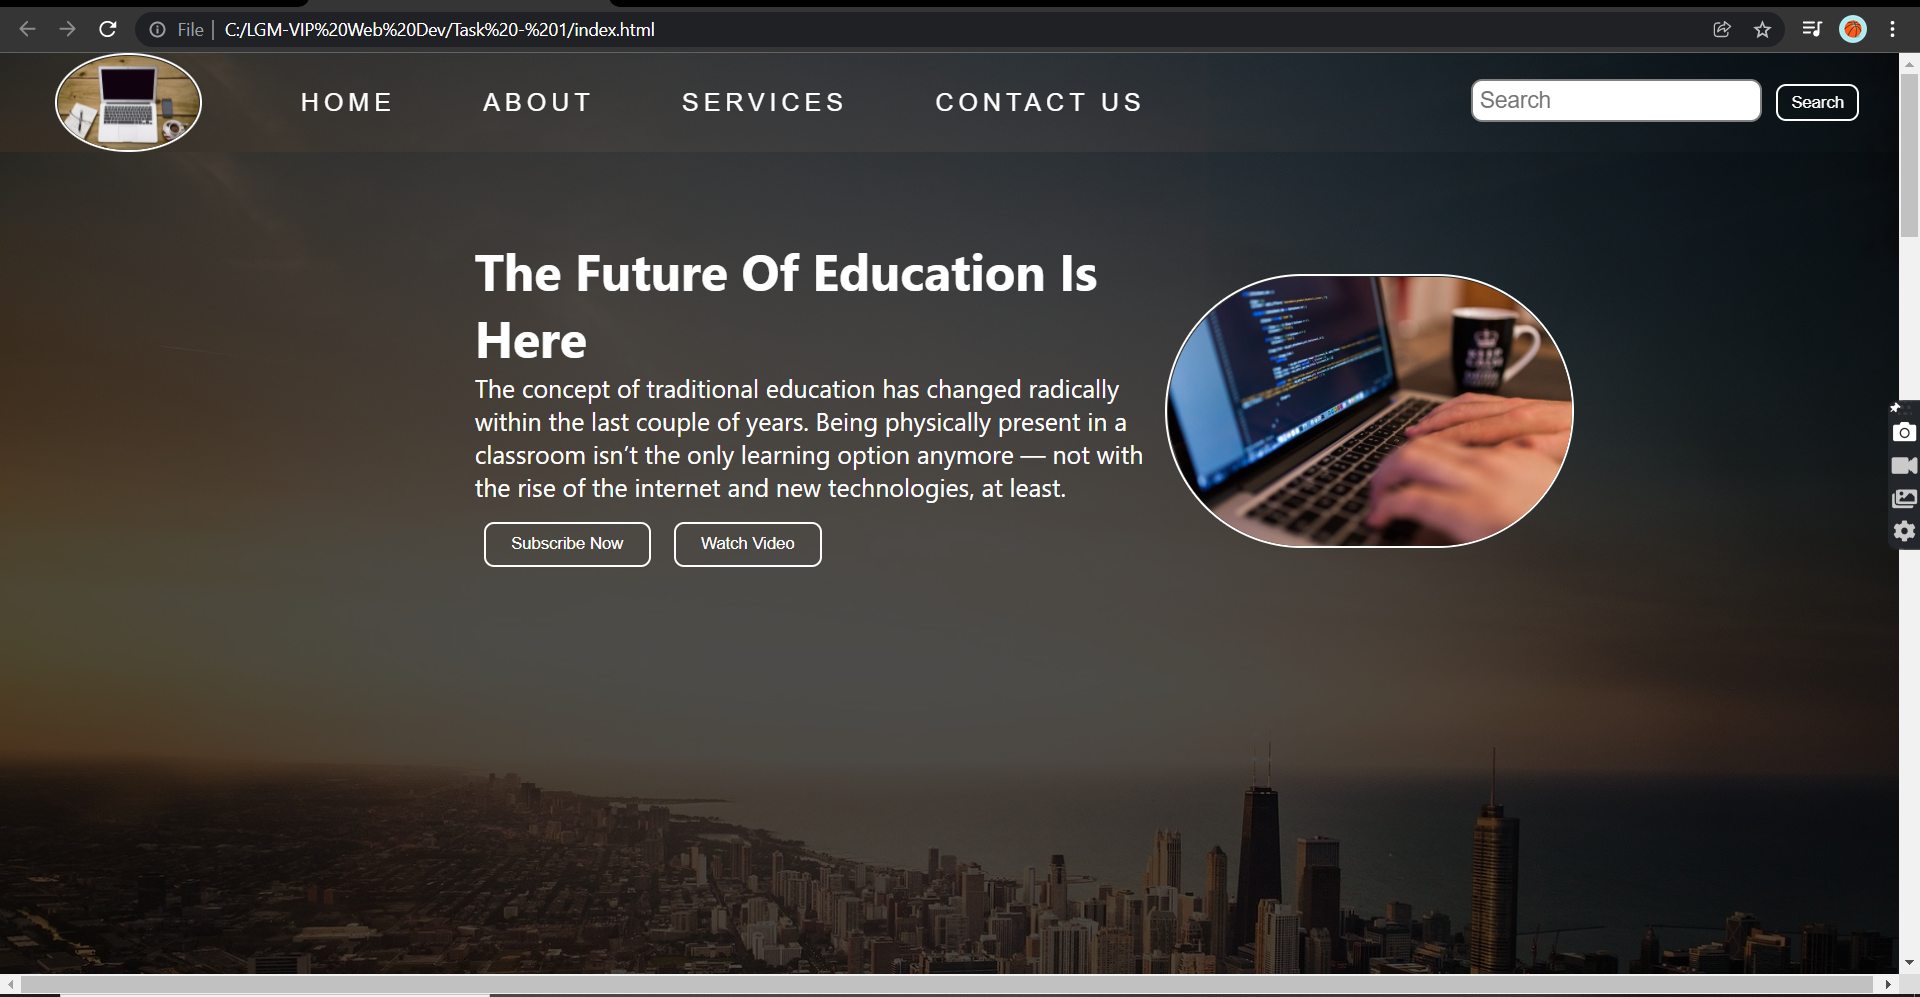 File | C:/LGM-VIP%20Web%20Dev/Task%20-%201/index.html
HOME ABOUT SERVICES CONTACT US Search Search
The Future Of Education Is
Here
The concept of traditional education has changed radically
within the last couple of years. Being physically present in a
classroom isn’t the only learning option anymore — not with
the rise of the internet and new technologies, at least.
Subscribe Now Watch Video
KEEP
CALM